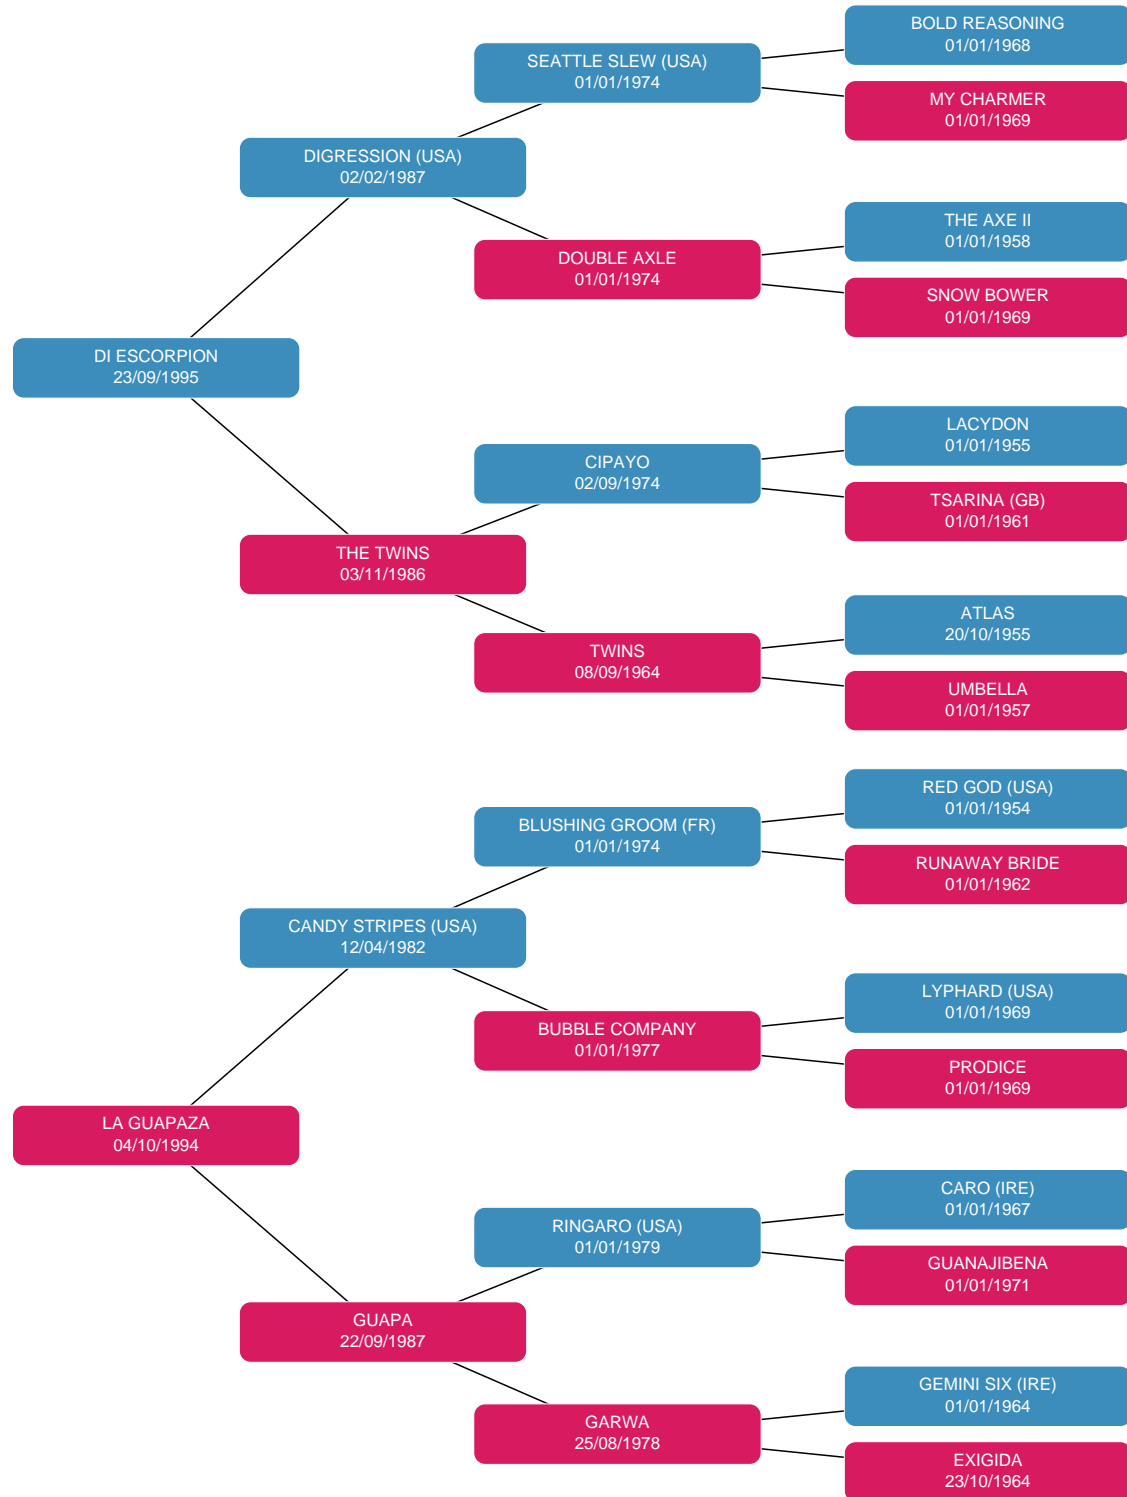 BOLD REASONING
01/01/1968
SEATTLE SLEW (USA)
01/01/1974
MY CHARMER
01/01/1969
DIGRESSION (USA)
02/02/1987
THE AXE II
01/01/1958
DOUBLE AXLE
01/01/1974
SNOW BOWER
01/01/1969
DI ESCORPION
23/09/1995
LACYDON
01/01/1955
CIPAYO
02/09/1974
TSARINA (GB)
01/01/1961
THE TWINS
03/11/1986
ATLAS
20/10/1955
TWINS
08/09/1964
UMBELLA
01/01/1957
RED GOD (USA)
01/01/1954
BLUSHING GROOM (FR)
01/01/1974
RUNAWAY BRIDE
01/01/1962
CANDY STRIPES (USA)
12/04/1982
LYPHARD (USA)
01/01/1969
BUBBLE COMPANY
01/01/1977
PRODICE
01/01/1969
LA GUAPAZA
04/10/1994
CARO (IRE)
01/01/1967
RINGARO (USA)
01/01/1979
GUANAJIBENA
01/01/1971
GUAPA
22/09/1987
GEMINI SIX (IRE)
01/01/1964
GARWA
25/08/1978
EXIGIDA
23/10/1964